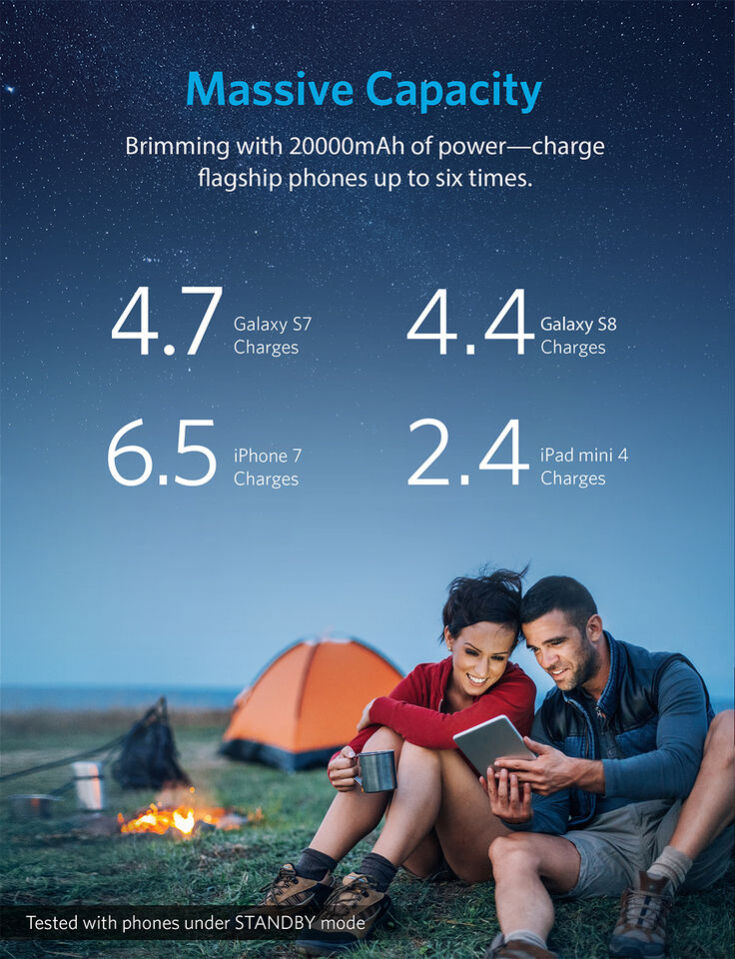 Massive Capacity
Brimming with 20000mAh of power—charge
flagship phones up to six times.
4.7 Galaxy S7
Charges
4.4 Galaxy S8
Charges
6.5 iPhone 7
Charges
2.4 iPad mini 4
Charges
Tested with phones under STANDBY mode